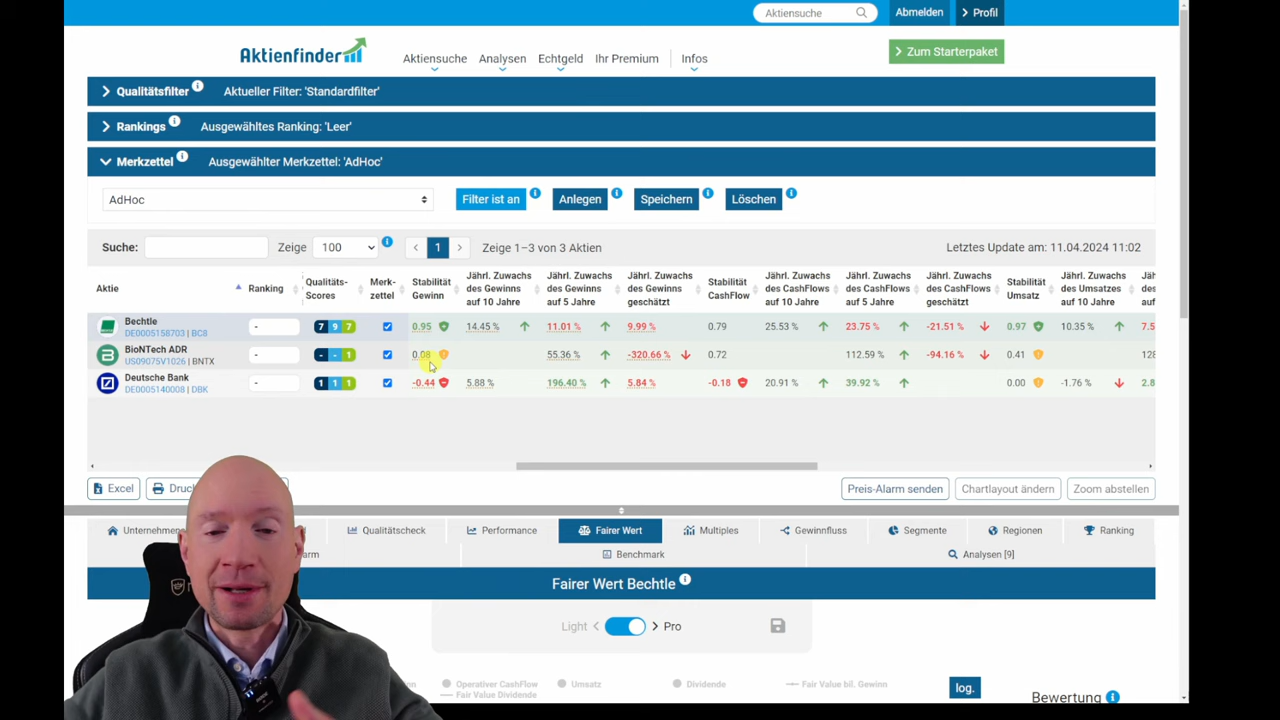 Aktiensuche
Abmelden
Profil
Aktienfinder
Aktiensuche Analysen Echtgeld Ihr Premium Infos
Zum Starterpaket
Qualitätsfilter Aktueller Filter: 'Standardfilter'
Rankings Ausgewähltes Ranking: 'Leer'
Merkzettel Ausgewählter Merkzettel: 'AdHoc'
AdHoc Filter ist an Anlegen Speichern Löschen
Suche: Zeige 100 1 Zeige 1–3 von 3 Aktien Letztes Update am: 11.04.2024 11:02
Aktie
Ranking
Qualitäts-
Scores
Merk-
zettel
Stabilität
Gewinn
Jährl. Zuwachs
des Gewinns
auf 10 Jahre
Jährl. Zuwachs
des Gewinns
auf 5 Jahre
Jährl. Zuwachs
des Gewinns
geschätzt
Stabilität
CashFlow
Jährl. Zuwachs
des CashFlows
auf 10 Jahre
Jährl. Zuwachs
des CashFlows
auf 5 Jahre
Jährl. Zuwachs
des CashFlows
geschätzt
Stabilität
Umsatz
Jährl. Zuwachs
des Umsatzes
auf 10 Jahre
Bechtle
DE0005158703 | BC8
- 7 9 7 0.95 14.45 % 11.01 % 9.99 % 0.79 25.53 % 23.75 % -21.51 % 0.97 10.35 % 7.5
BioNTech ADR
US09075V1026 | BNTX
- - - 1 0.08 55.36 % -320.66 % 0.72 112.59 % -94.16 % 0.41 128
Deutsche Bank
DE0005140008 | DBK
- 1 1 1 -0.44 5.88 % 196.40 % 5.84 % -0.18 20.91 % 39.92 % 0.00 -1.76 % 2.8
Excel Preis-Alarm senden Chartlayout ändern Zoom abstellen
Qualitätscheck Performance Fairer Wert Multiples Gewinnfluss Segmente Regionen Ranking
Benchmark Analysen [9]
Fairer Wert Bechtle
Light < > Pro
Operativer CashFlow Umsatz Dividende Fair Value bil. Gewinn
Fair Value Dividende
log.
Bewertung